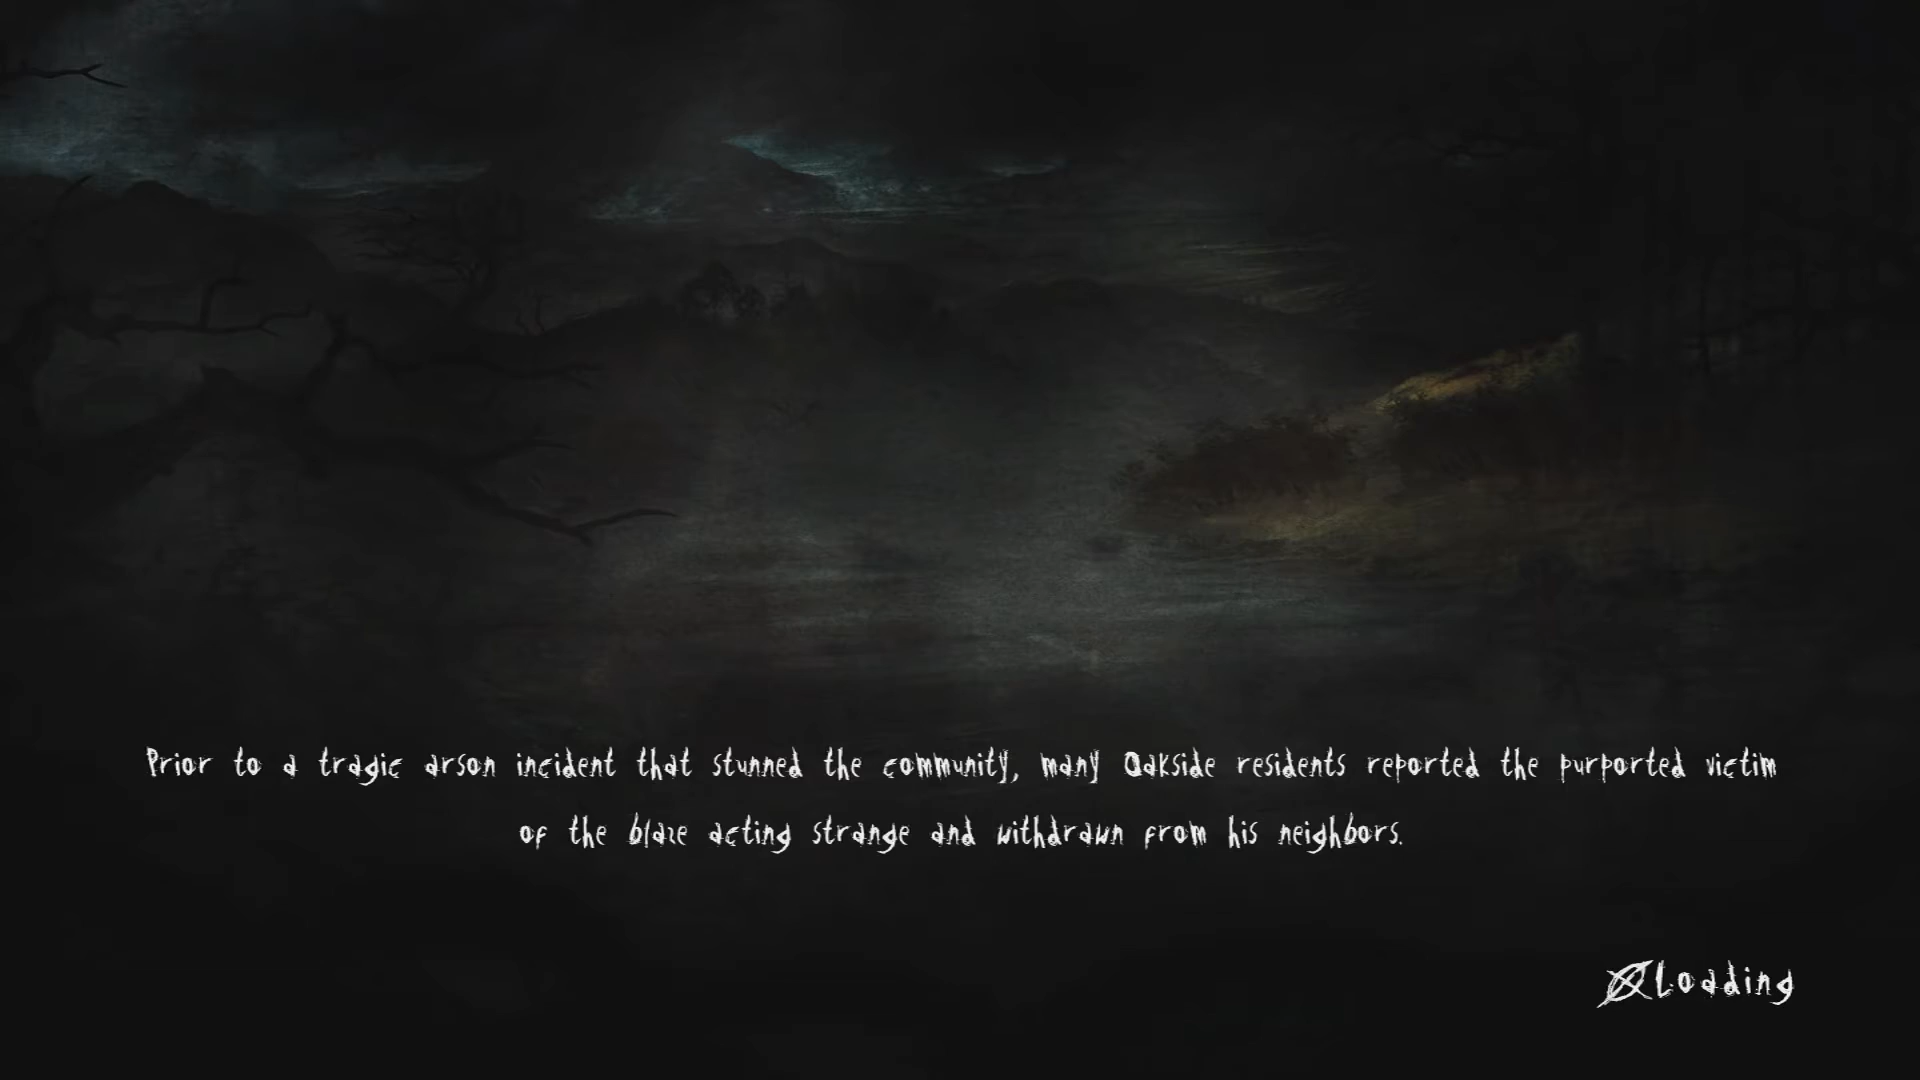 Prior to a tragic arson incident that stunned the community, many Oakside residents reported the purported victim
of the blaze acting strange and withdrawn from his neighbors.
Loading